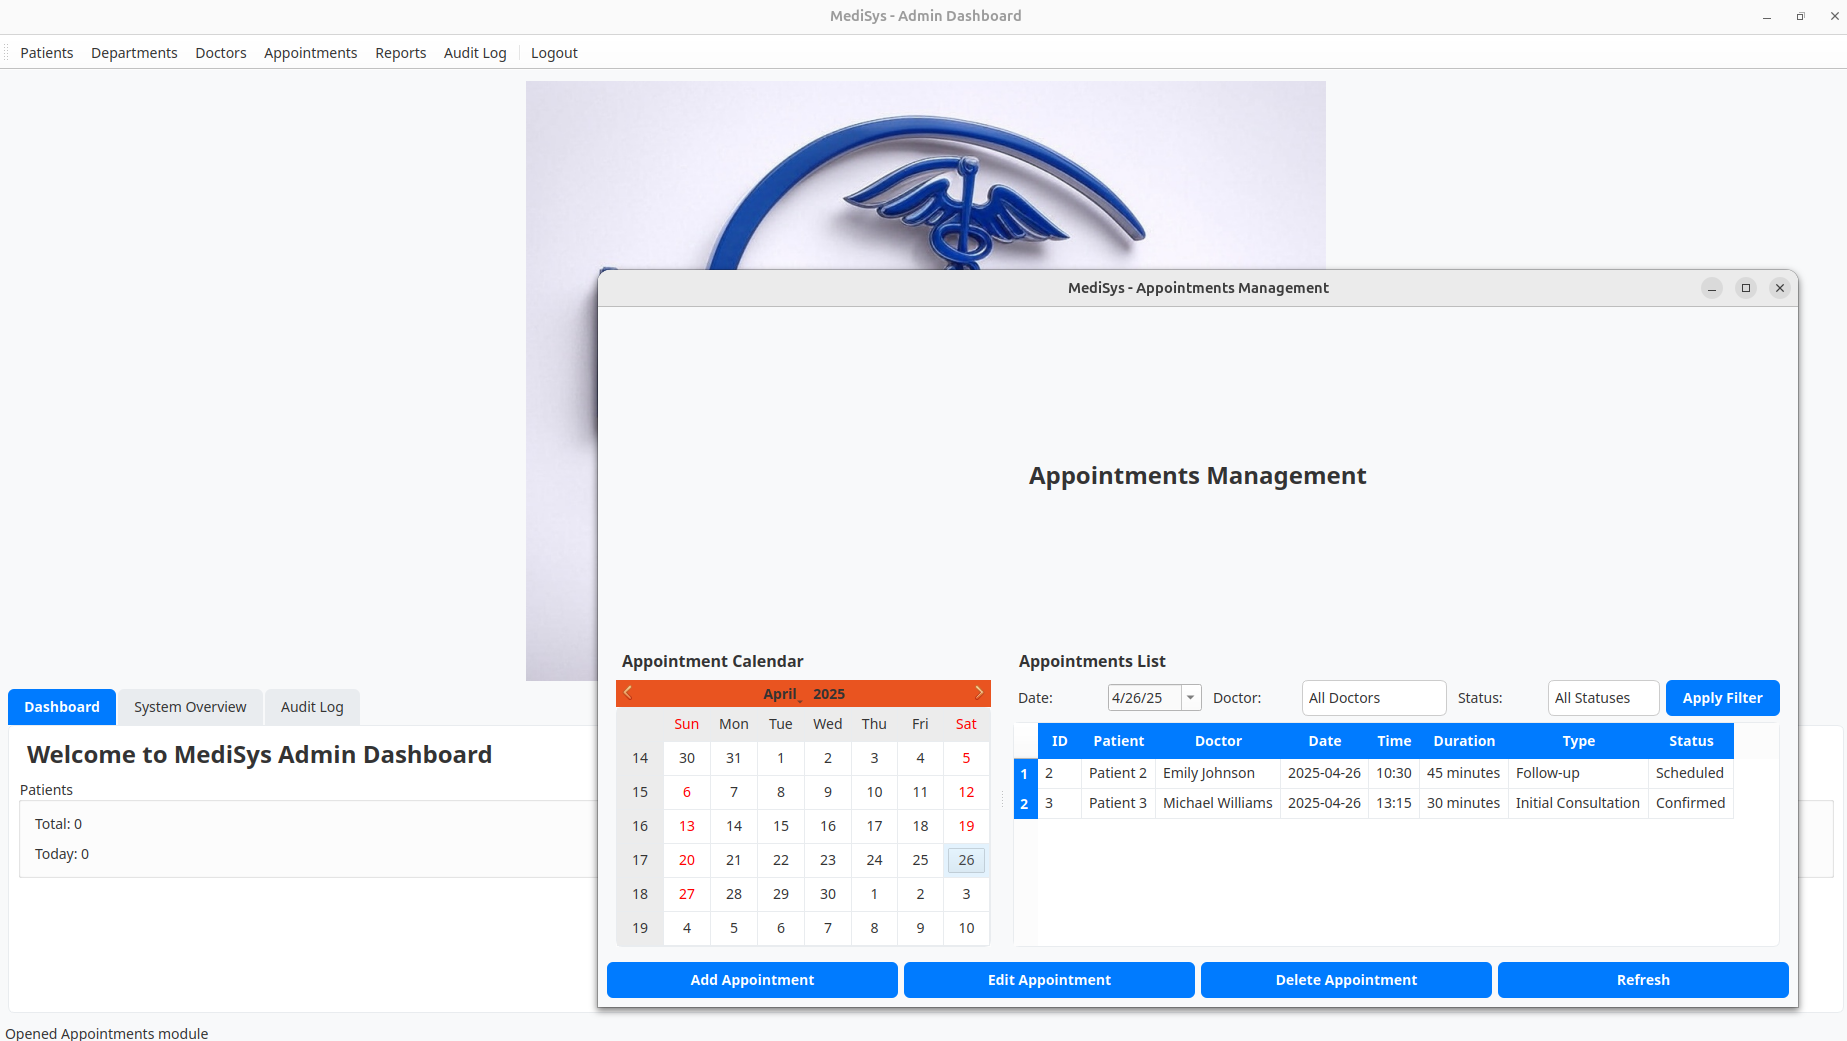 MediSys - Admin Dashboard
Patients Departments Doctors Appointments Reports Audit Log Logout
MediSys - Appointments Management
Appointments Management
Appointment Calendar
April 2025
Sun Mon Tue Wed Thu Fri Sat
14 30 31 1 2 3 4 5
15 6 7 8 9 10 11 12
16 13 14 15 16 17 18 19
17 20 21 22 23 24 25 26
18 27 28 29 30 1 2 3
19 4 5 6 7 8 9 10
Appointments List
Date: 4/26/25 Doctor: All Doctors Status: All Statuses Apply Filter
ID Patient Doctor Date Time Duration Type Status
1 2 Patient 2 Emily Johnson 2025-04-26 10:30 45 minutes Follow-up Scheduled
2 3 Patient 3 Michael Williams 2025-04-26 13:15 30 minutes Initial Consultation Confirmed
Add Appointment Edit Appointment Delete Appointment Refresh
Dashboard System Overview Audit Log
Welcome to MediSys Admin Dashboard
Patients
Total: 0
Today: 0
Opened Appointments module